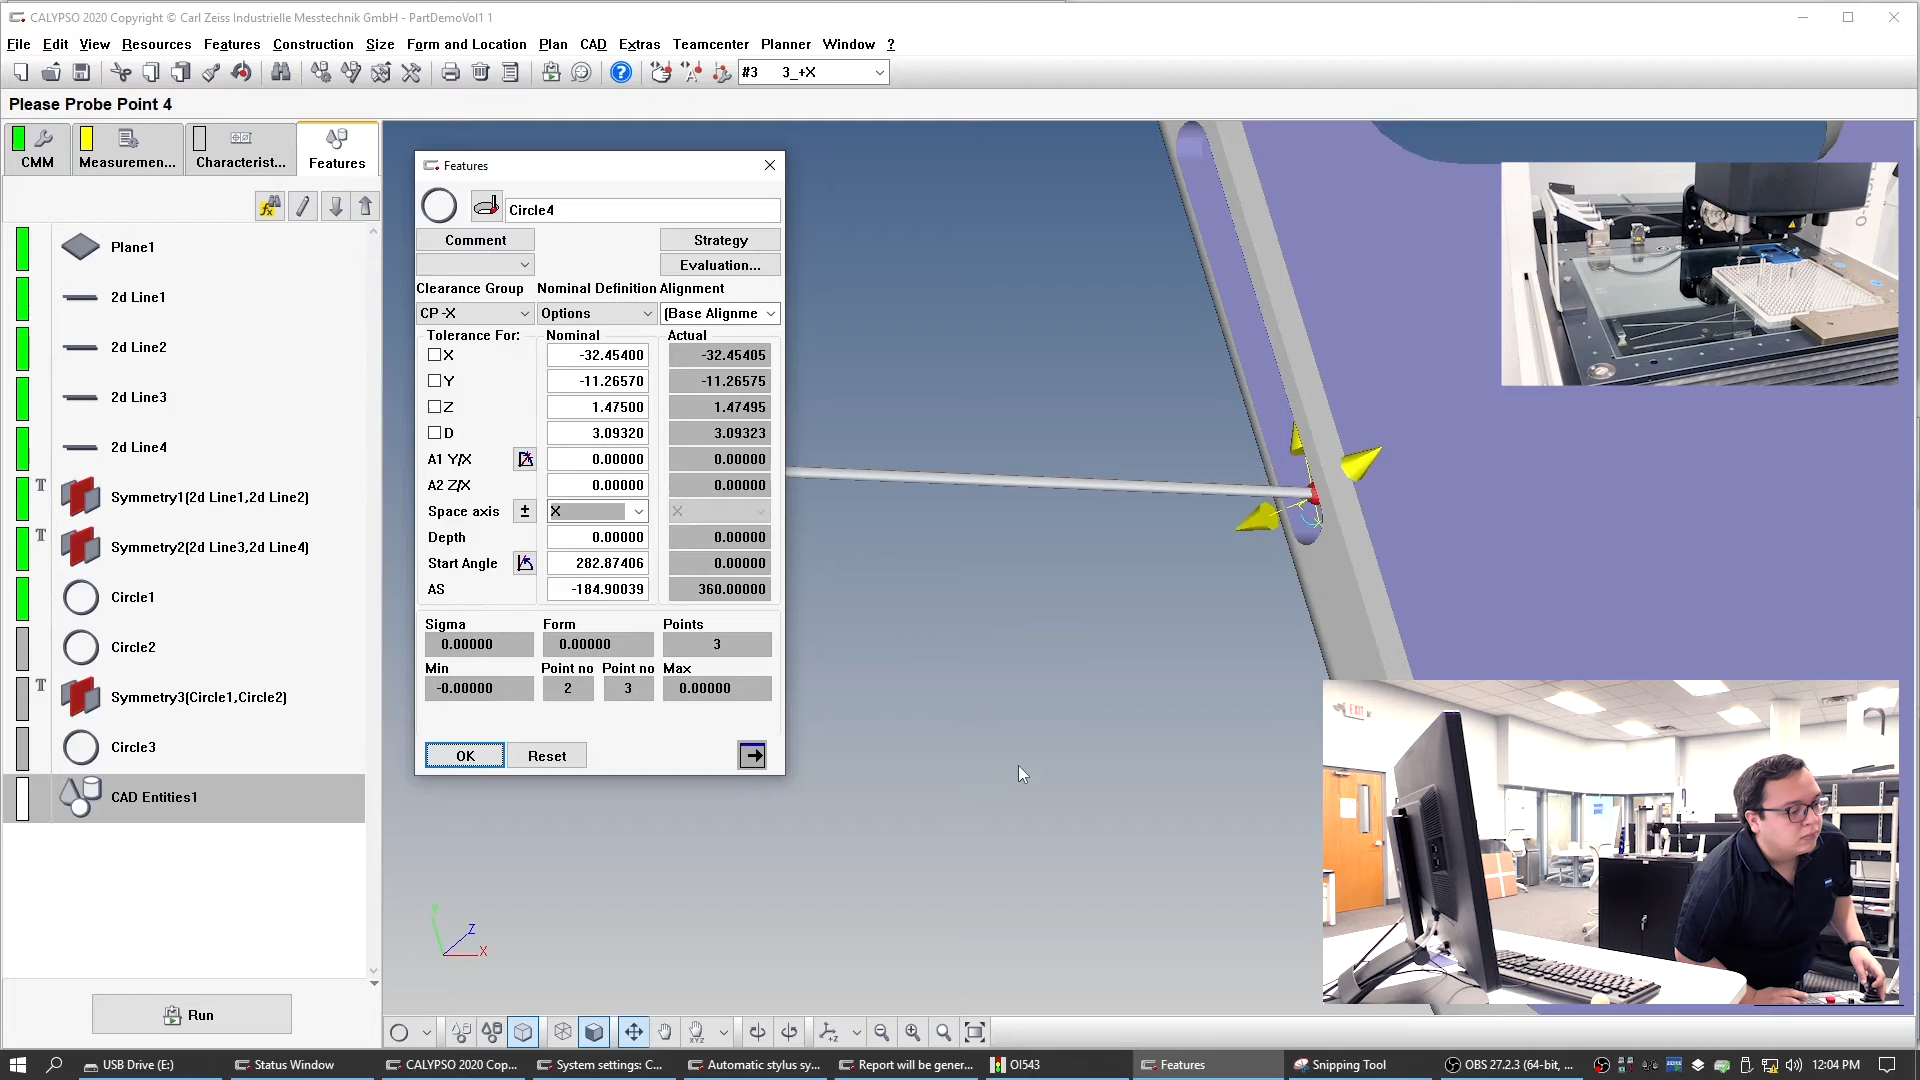 CALYPSO 2020 Copyright © Carl Zeiss Industrielle Messtechnik GmbH - PartDemoVol1 1
File Edit View Resources Features Construction Size Form and Location Plan CAD Extras Teamcenter Planner Window ?
#3 3_+X
Please Probe Point 4
CMM Measuremen... Characterist... Features
Plane1
2d Line1
2d Line2
2d Line3
2d Line4
T Symmetry1(2d Line1,2d Line2)
T Symmetry2(2d Line3,2d Line4)
Circle1
Circle2
T Symmetry3(Circle1,Circle2)
Circle3
CAD Entities1
Run
Features
Circle4
Comment Strategy
Evaluation...
Clearance Group Nominal Definition Alignment
CP -X Options (Base Alignme
Tolerance For: Nominal Actual
X -32.45400 -32.45405
Y -11.26570 -11.26575
Z 1.47500 1.47495
D 3.09320 3.09323
A1 Y/X 0.00000 0.00000
A2 Z/X 0.00000 0.00000
Space axis ± X X
Depth 0.00000 0.00000
Start Angle 282.87406 0.00000
AS -184.90039 360.00000
Sigma Form Points
0.00000 0.00000 3
Min Point no Point no Max
-0.00000 2 3 0.00000
OK Reset
Z
X
EXIT
XYZ
+z
USB Drive (E:) Status Window CALYPSO 2020 Cop... System settings: C... Automatic stylus sy... Report will be gener... OI543 Features Snipping Tool OBS 27.2.3 (64-bit, ... 12:04 PM